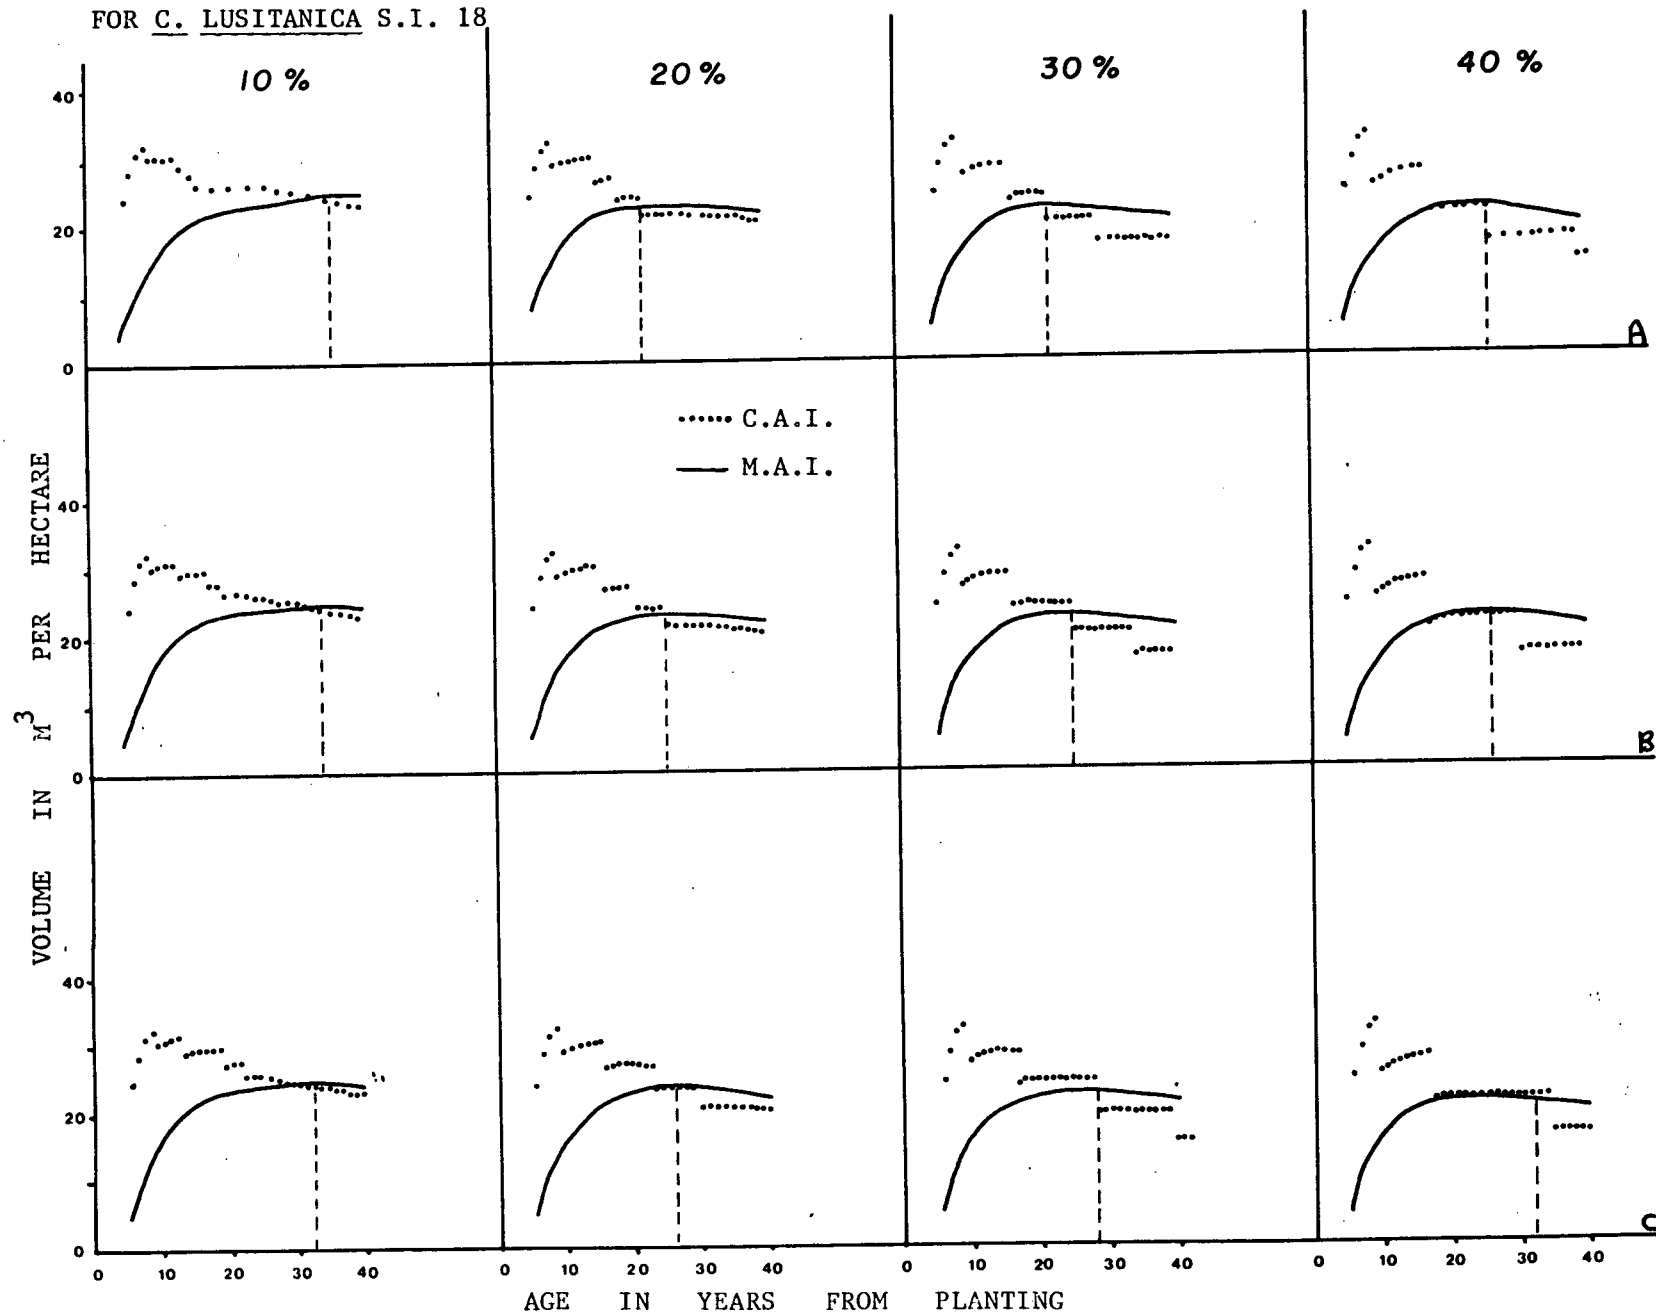 FOR C. LUSITANICA S.I. 18
10 %
20 %
30 %
40 %
40
20
0
A
C.A.I.
M.A.I.
VOLUME IN M³ PER HECTARE
40
20
0
B
40
20
0
C
0 10 20 30 40
0 10 20 30 40
0 10 20 30 40
0 10 20 30 40
AGE IN YEARS FROM PLANTING